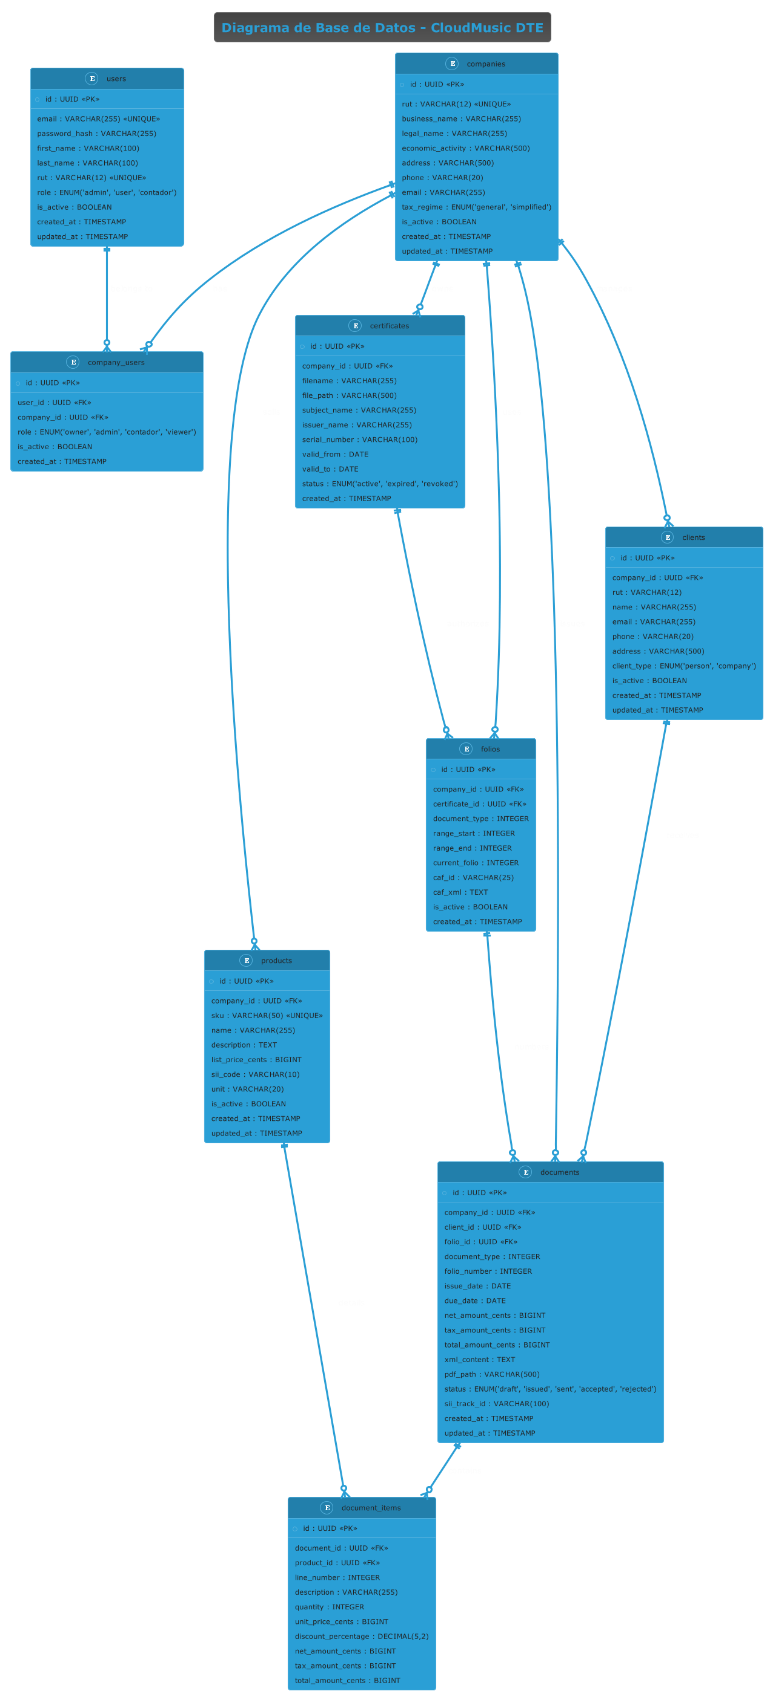 Diagrama de Base de Datos - CloudMusic DTE
E users
id : UUID «PK»
email : VARCHAR(255) «UNIQUE»
password_hash : VARCHAR(255)
first_name : VARCHAR(100)
last_name : VARCHAR(100)
rut : VARCHAR(12) «UNIQUE»
role : ENUM('admin', 'user', 'contador')
is_active : BOOLEAN
created_at : TIMESTAMP
updated_at : TIMESTAMP
E companies
id : UUID «PK»
rut : VARCHAR(12) «UNIQUE»
business_name : VARCHAR(255)
legal_name : VARCHAR(255)
economic_activity : VARCHAR(500)
address : VARCHAR(500)
phone : VARCHAR(20)
email : VARCHAR(255)
tax_regime : ENUM('general', 'simplified')
is_active : BOOLEAN
created_at : TIMESTAMP
updated_at : TIMESTAMP
E company_users
id : UUID «PK»
user_id : UUID «FK»
company_id : UUID «FK»
role : ENUM('owner', 'admin', 'contador', 'viewer')
is_active : BOOLEAN
created_at : TIMESTAMP
E certificates
id : UUID «PK»
company_id : UUID «FK»
filename : VARCHAR(255)
file_path : VARCHAR(500)
subject_name : VARCHAR(255)
issuer_name : VARCHAR(255)
serial_number : VARCHAR(100)
valid_from : DATE
valid_to : DATE
status : ENUM('active', 'expired', 'revoked')
created_at : TIMESTAMP
E clients
id : UUID «PK»
company_id : UUID «FK»
rut : VARCHAR(12)
name : VARCHAR(255)
email : VARCHAR(255)
phone : VARCHAR(20)
address : VARCHAR(500)
client_type : ENUM('person', 'company')
is_active : BOOLEAN
created_at : TIMESTAMP
updated_at : TIMESTAMP
E folios
id : UUID «PK»
company_id : UUID «FK»
certificate_id : UUID «FK»
document_type : INTEGER
range_start : INTEGER
range_end : INTEGER
current_folio : INTEGER
caf_id : VARCHAR(25)
caf_xml : TEXT
is_active : BOOLEAN
created_at : TIMESTAMP
E products
id : UUID «PK»
company_id : UUID «FK»
sku : VARCHAR(50) «UNIQUE»
name : VARCHAR(255)
description : TEXT
list_price_cents : BIGINT
sii_code : VARCHAR(10)
unit : VARCHAR(20)
is_active : BOOLEAN
created_at : TIMESTAMP
updated_at : TIMESTAMP
E documents
id : UUID «PK»
company_id : UUID «FK»
client_id : UUID «FK»
folio_id : UUID «FK»
document_type : INTEGER
folio_number : INTEGER
issue_date : DATE
due_date : DATE
net_amount_cents : BIGINT
tax_amount_cents : BIGINT
total_amount_cents : BIGINT
xml_content : TEXT
pdf_path : VARCHAR(500)
status : ENUM('draft', 'issued', 'sent', 'accepted', 'rejected')
sii_track_id : VARCHAR(100)
created_at : TIMESTAMP
updated_at : TIMESTAMP
E document_items
id : UUID «PK»
document_id : UUID «FK»
product_id : UUID «FK»
line_number : INTEGER
description : VARCHAR(255)
quantity : INTEGER
unit_price_cents : BIGINT
discount_percentage : DECIMAL(5,2)
net_amount_cents : BIGINT
tax_amount_cents : BIGINT
total_amount_cents : BIGINT